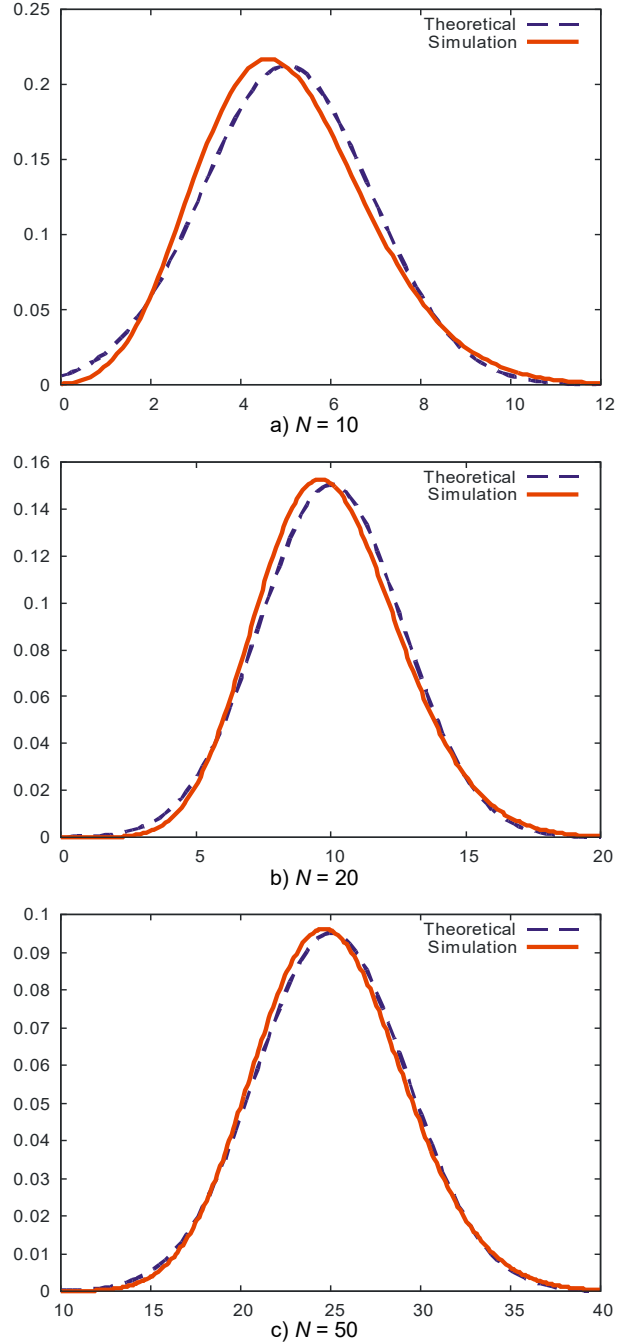 0.25
Theoretical
Simulation
0.2
0.15
0.1
0.05
0
0 2 4 6 8 10 12
a) N = 10
0.16
Theoretical
Simulation
0.14
0.12
0.1
0.08
0.06
0.04
0.02
0
0 5 10 15 20
b) N = 20
0.1
Theoretical
Simulation
0.09
0.08
0.07
0.06
0.05
0.04
0.03
0.02
0.01
0
10 15 20 25 30 35 40
c) N = 50